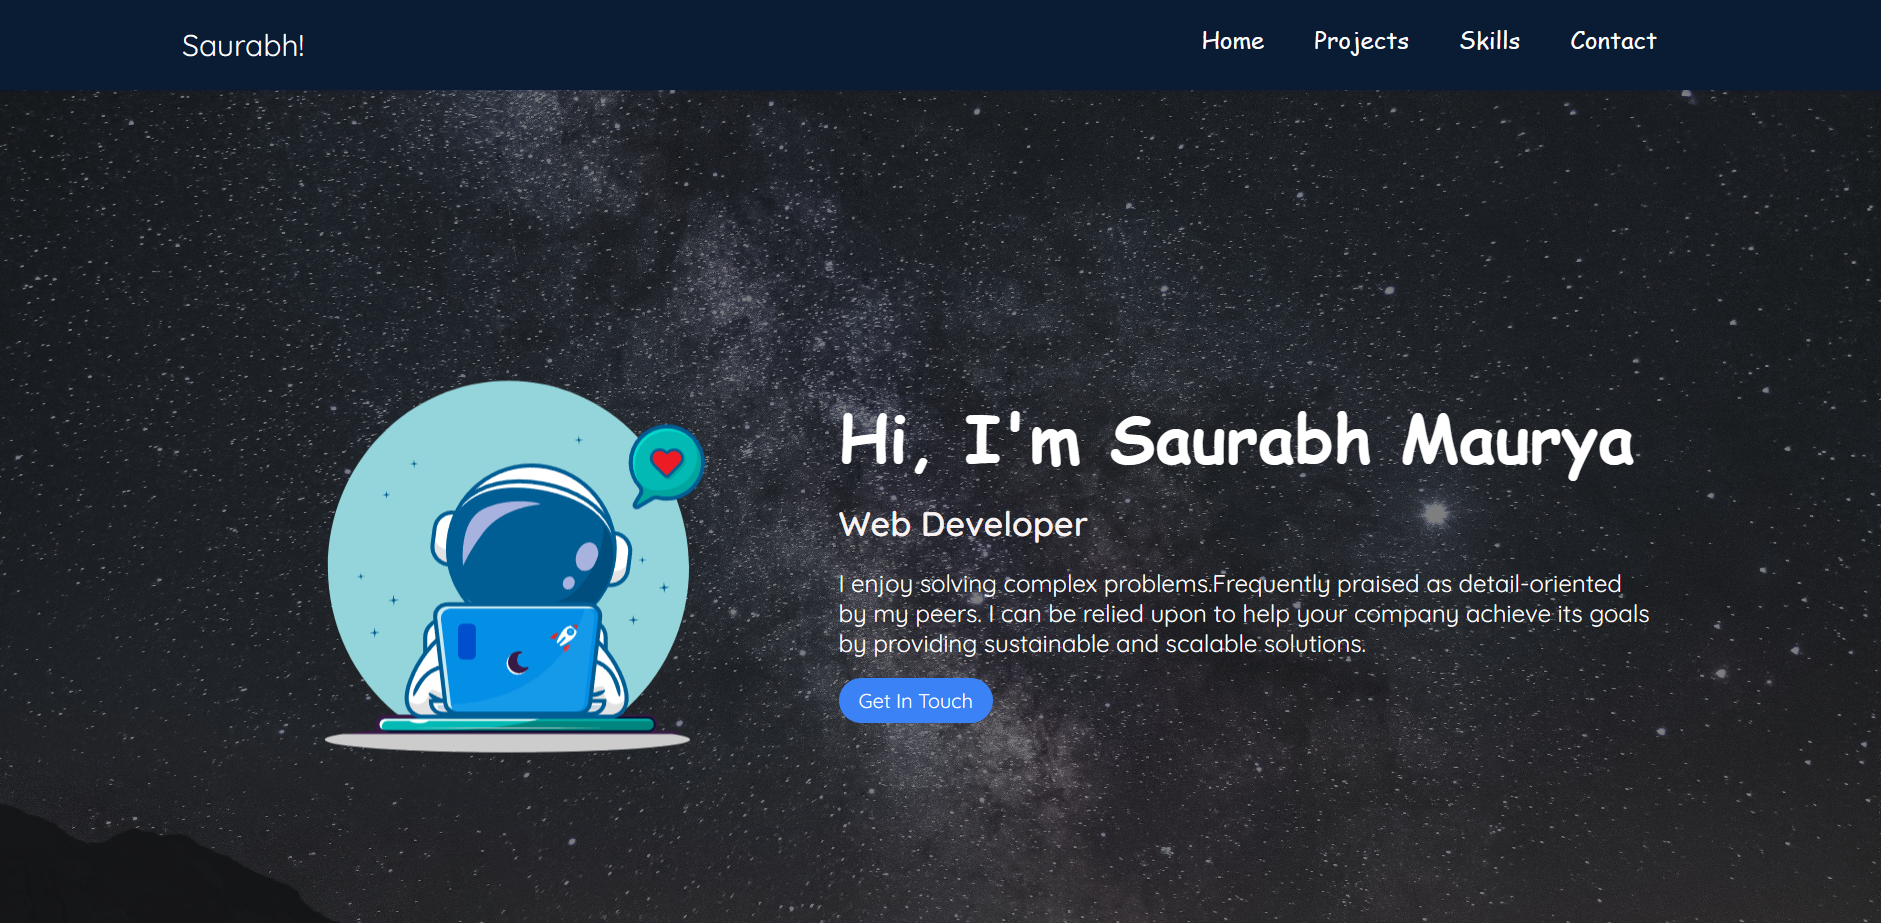 Saurabh!
Home Projects Skills Contact
Hi, I'm Saurabh Maurya
Web Developer
I enjoy solving complex problems.Frequently praised as detail-oriented
by my peers. I can be relied upon to help your company achieve its goals
by providing sustainable and scalable solutions.
Get In Touch